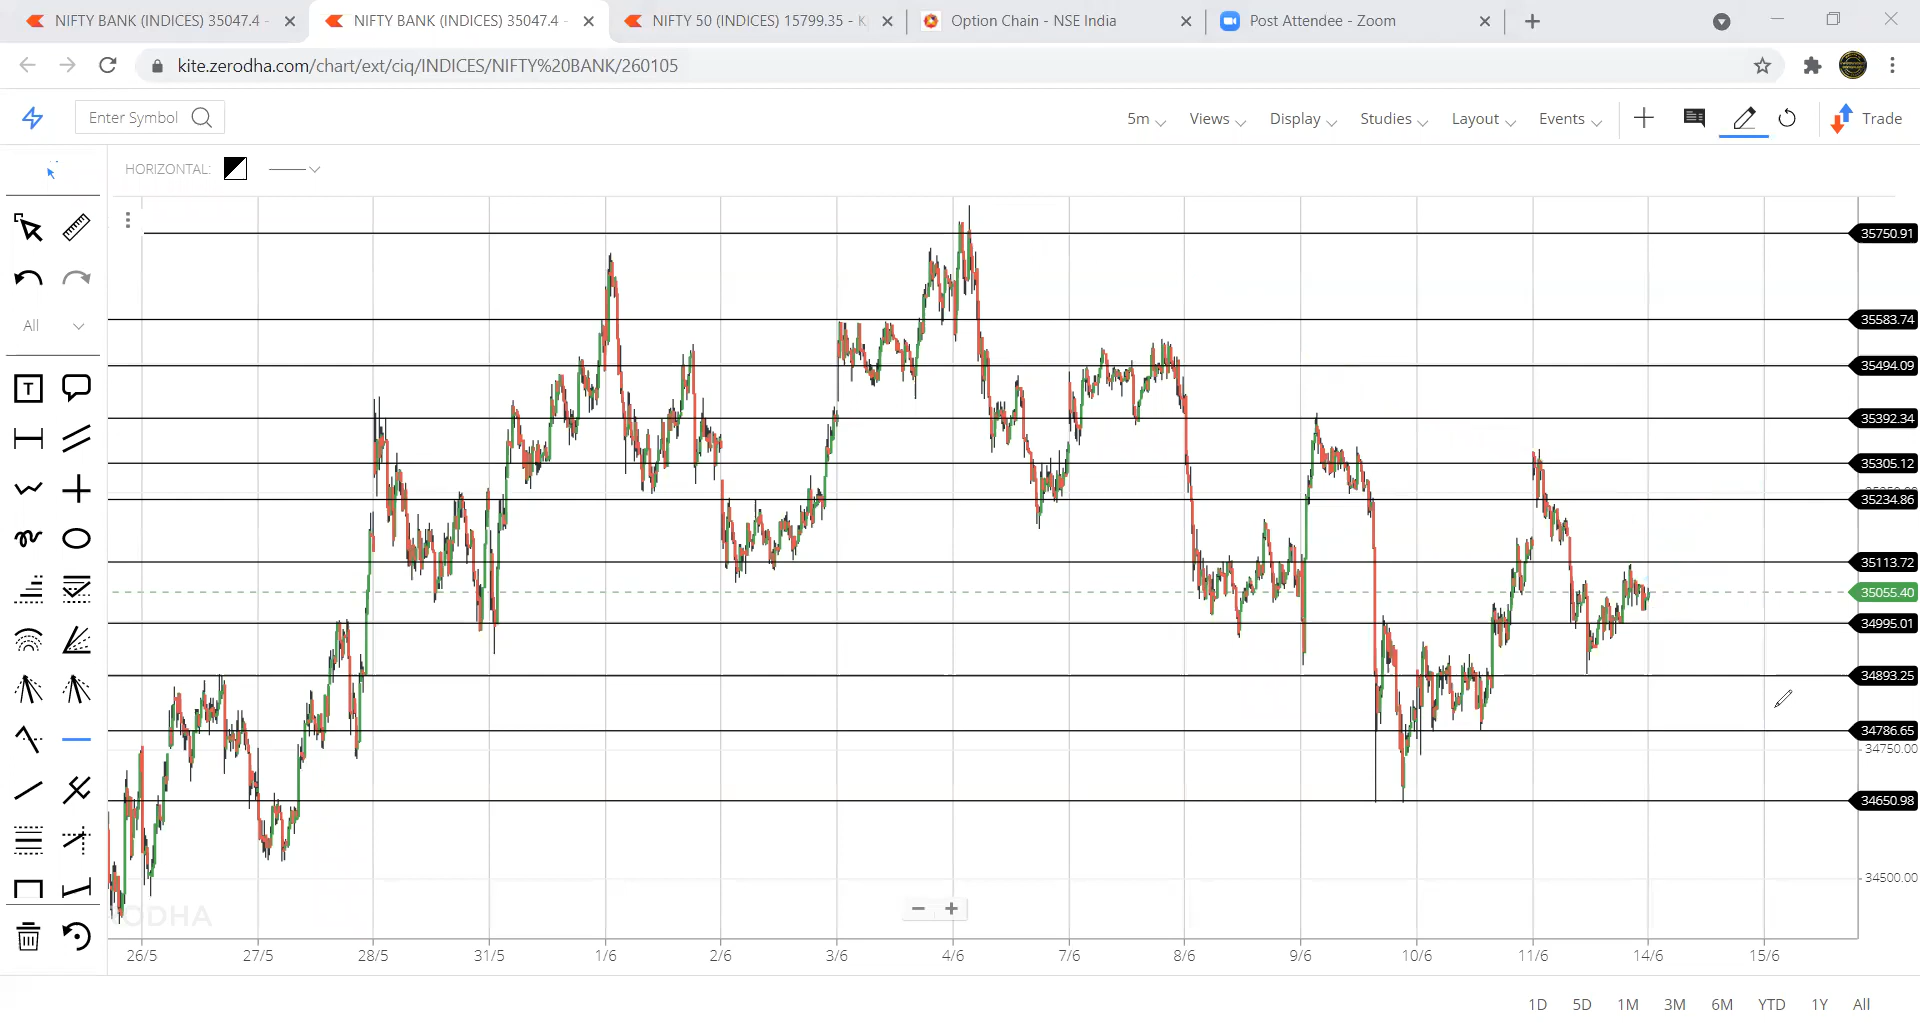 NIFTY BANK (INDICES) 35047.4 -
NIFTY BANK (INDICES) 35047.4 -
NIFTY 50 (INDICES) 15799.35 - K
Option Chain - NSE India
Post Attendee - Zoom
kite.zerodha.com/chart/ext/ciq/INDICES/NIFTY%20BANK/260105
Enter Symbol
5m
Views
Display
Studies
Layout
Events
Trade
HORIZONTAL:
All
T
35750.91
35583.74
35494.09
35392.34
35305.12
35234.86
35113.72
35055.40
34995.01
34893.25
34786.65
34750.00
34650.98
34500.00
ODHA
26/5 27/5 28/5 31/5 1/6 2/6 3/6 4/6 7/6 8/6 9/6 10/6 11/6 14/6 15/6
1D 5D 1M 3M 6M YTD 1Y All